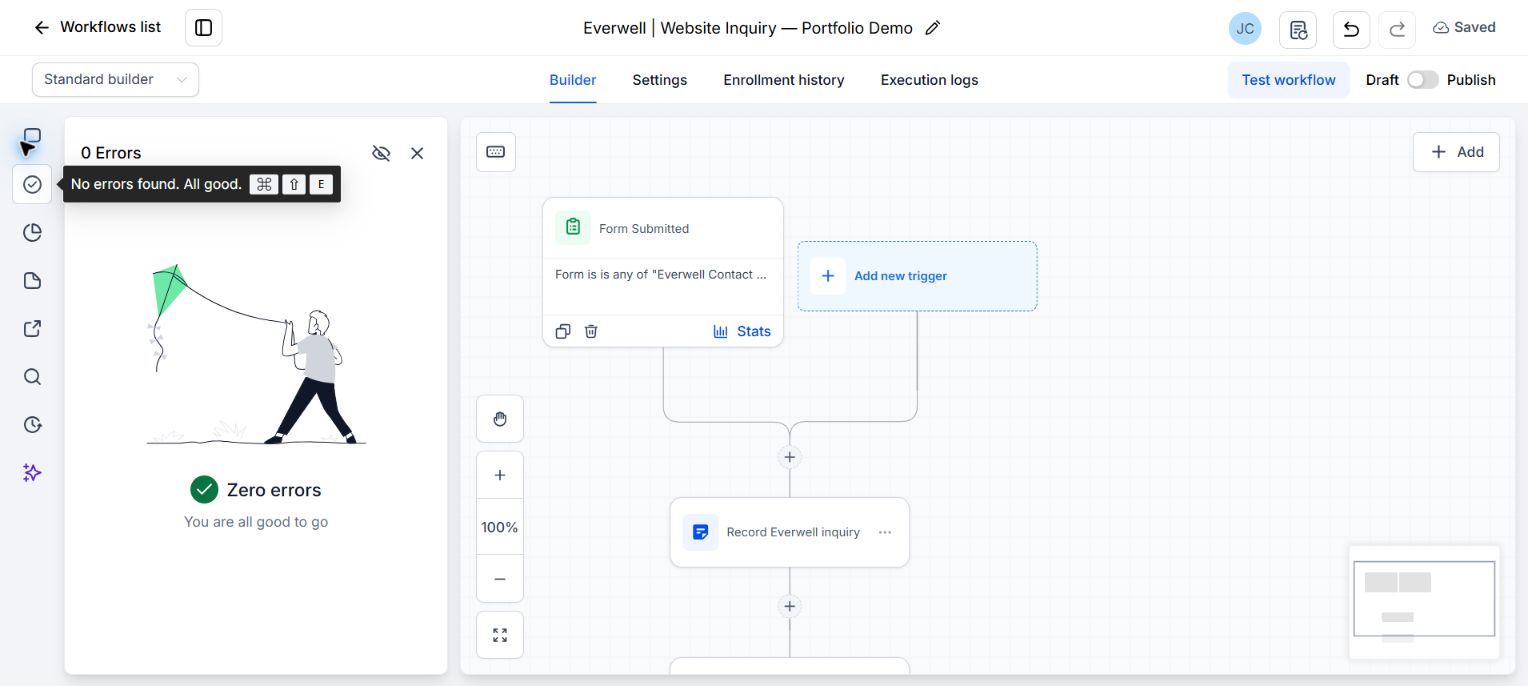 Workflows list
Everwell | Website Inquiry — Portfolio Demo
JC
Saved
Standard builder
Builder
Settings
Enrollment history
Execution logs
Test workflow
Draft
Publish
0 Errors
No errors found. All good. ⌘ ⇧ E
Add
Form Submitted
Form is is any of "Everwell Contact ...
Stats
Add new trigger
Zero errors
You are all good to go
100%
Record Everwell inquiry